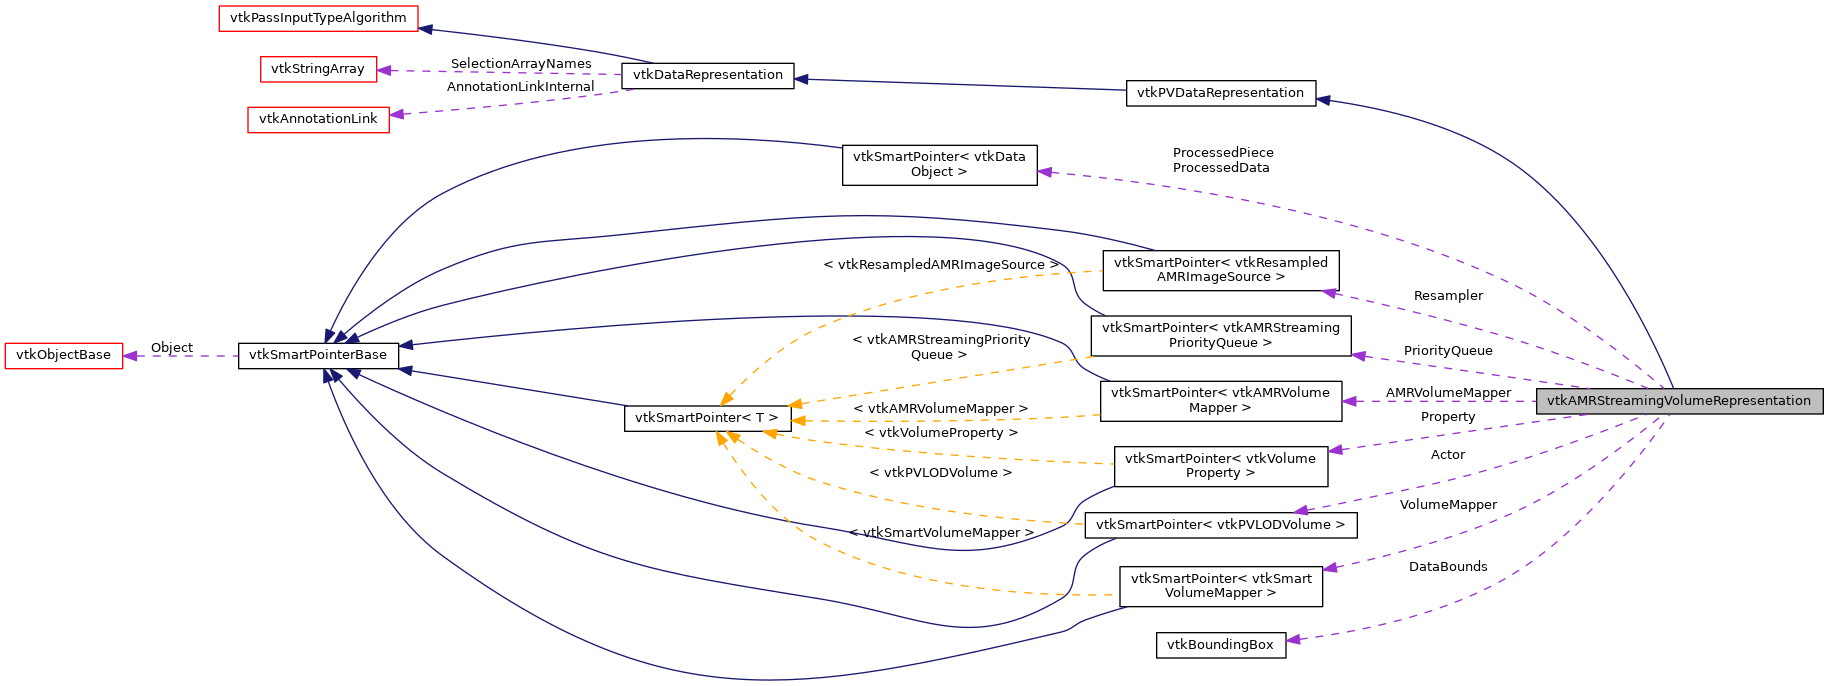 vtkPassInputTypeAlgorithm
vtkStringArray
SelectionArrayNames
vtkDataRepresentation
AnnotationLinkInternal
vtkPVDataRepresentation
vtkAnnotationLink
vtkSmartPointer< vtkData
Object >
ProcessedPiece
ProcessedData
< vtkResampledAMRImageSource >
vtkSmartPointer< vtkResampled
AMRImageSource >
Resampler
vtkSmartPointer< vtkAMRStreaming
PriorityQueue >
PriorityQueue
< vtkAMRStreamingPriority
Queue >
vtkObjectBase
Object
vtkSmartPointerBase
vtkSmartPointer< vtkAMRVolume
Mapper >
AMRVolumeMapper
vtkAMRStreamingVolumeRepresentation
< vtkAMRVolumeMapper >
vtkSmartPointer< T >
Property
< vtkVolumeProperty >
vtkSmartPointer< vtkVolume
Property >
Actor
< vtkPVLODVolume >
VolumeMapper
vtkSmartPointer< vtkPVLODVolume >
< vtkSmartVolumeMapper >
DataBounds
vtkSmartPointer< vtkSmart
VolumeMapper >
vtkBoundingBox